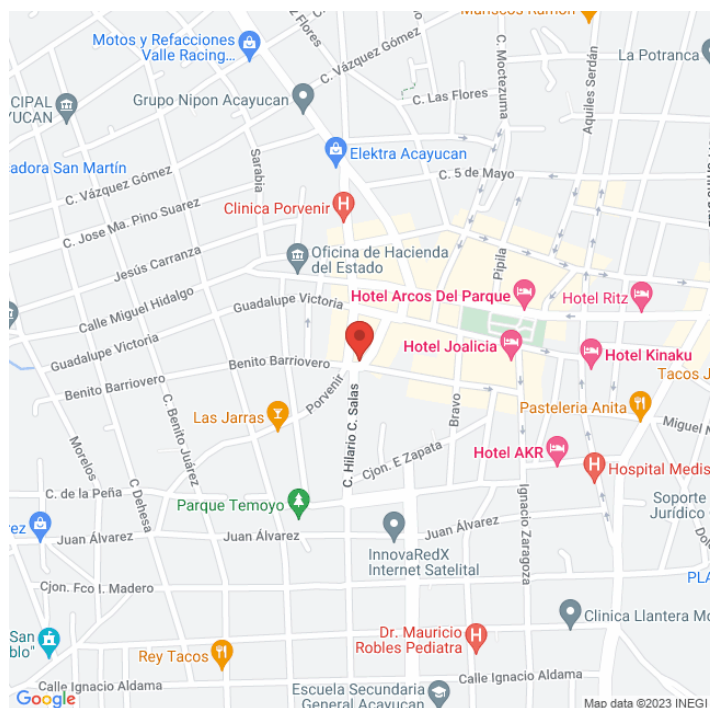 Mariscos Ramón
Motos y Refacciones
Valle Racing...
z Flores
C. Vázquez Gómez
C. Moctezuma
Aquiles Serdán
La Potranca
C. Las Flores
CIPAL
YUCAN
Grupo Nipon Acayucan
Elektra Acayucan
Sarabia
cadora San Martín
C. 5 de Mayo
C. Vázquez Gómez
Clinica Porvenir
C. Jose Ma. Pino Suarez
Oficina de Hacienda
del Estado
Pipila
Jesús Carranza
Hotel Arcos Del Parque
Hotel Ritz
Calle Miguel Hidalgo
Guadalupe Victoria
Hotel Joalicia
Hotel Kinaku
Guadalupe Victoria
Benito Barriovero
Tacos J
Benito Barriovero
Porvenir
Las Jarras
C. Hilario C. Salas
Bravo
Pasteleria Anita
Miguel N
Morelos
C. Dehesa
C. Benito Juárez
Cjon. E Zapata
Hotel AKR
Hospital Medis
C. de la Peña
Parque Temoyo
Ignacio Zaragoza
Soporte
Jurídico
rez
Juan Álvarez
Juan Álvarez
Juan Álvarez
InnovaRedX
Internet Satelital
Cjon. Fco I. Madero
PLA
San
blo"
Clinica Llantera Mo
Dr. Mauricio
Robles Pediatra
Rey Tacos
Calle Ignacio Aldama
Calle Ignacio Aldama
Escuela Secundaria
General Acayucan
Google
Map data ©2023 INEGI